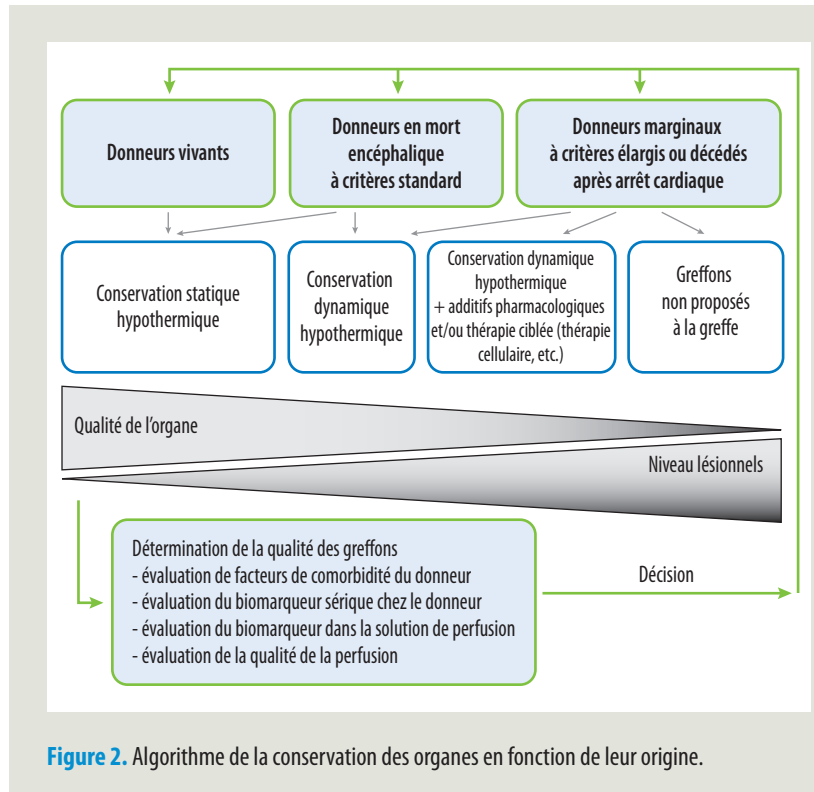 Donneurs vivants
Donneurs en mort
encéphalique
à critères standard
Donneurs marginaux
à critères élargis ou décédés
après arrêt cardiaque
Conservation statique
hypothermique
Conservation
dynamique
hypothermique
Conservation dynamique
hypothermique
+ additifs pharmacologiques
et/ou thérapie ciblée (thérapie
cellulaire, etc.)
Greffons
non proposés
à la greffe
Qualité de l'organe
Niveau lésionnels
Détermination de la qualité des greffons
- évaluation de facteurs de comorbidité du donneur
- évaluation du biomarqueur sérique chez le donneur
- évaluation du biomarqueur dans la solution de perfusion
- évaluation de la qualité de la perfusion
Décision
Figure 2. Algorithme de la conservation des organes en fonction de leur origine.